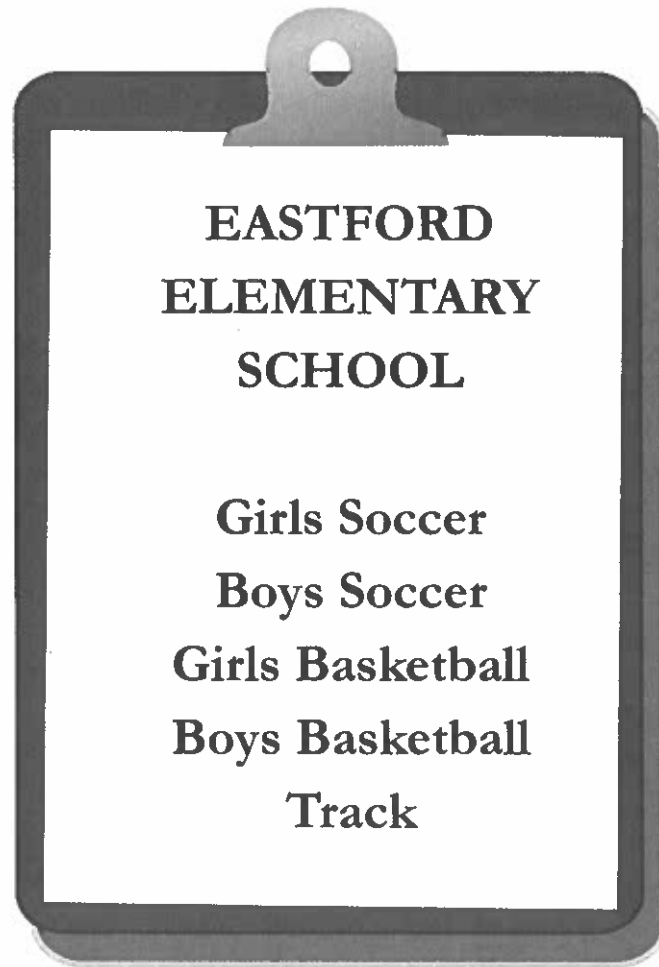 EASTFORD
ELEMENTARY
SCHOOL
Girls Soccer
Boys Soccer
Girls Basketball
Boys Basketball
Track